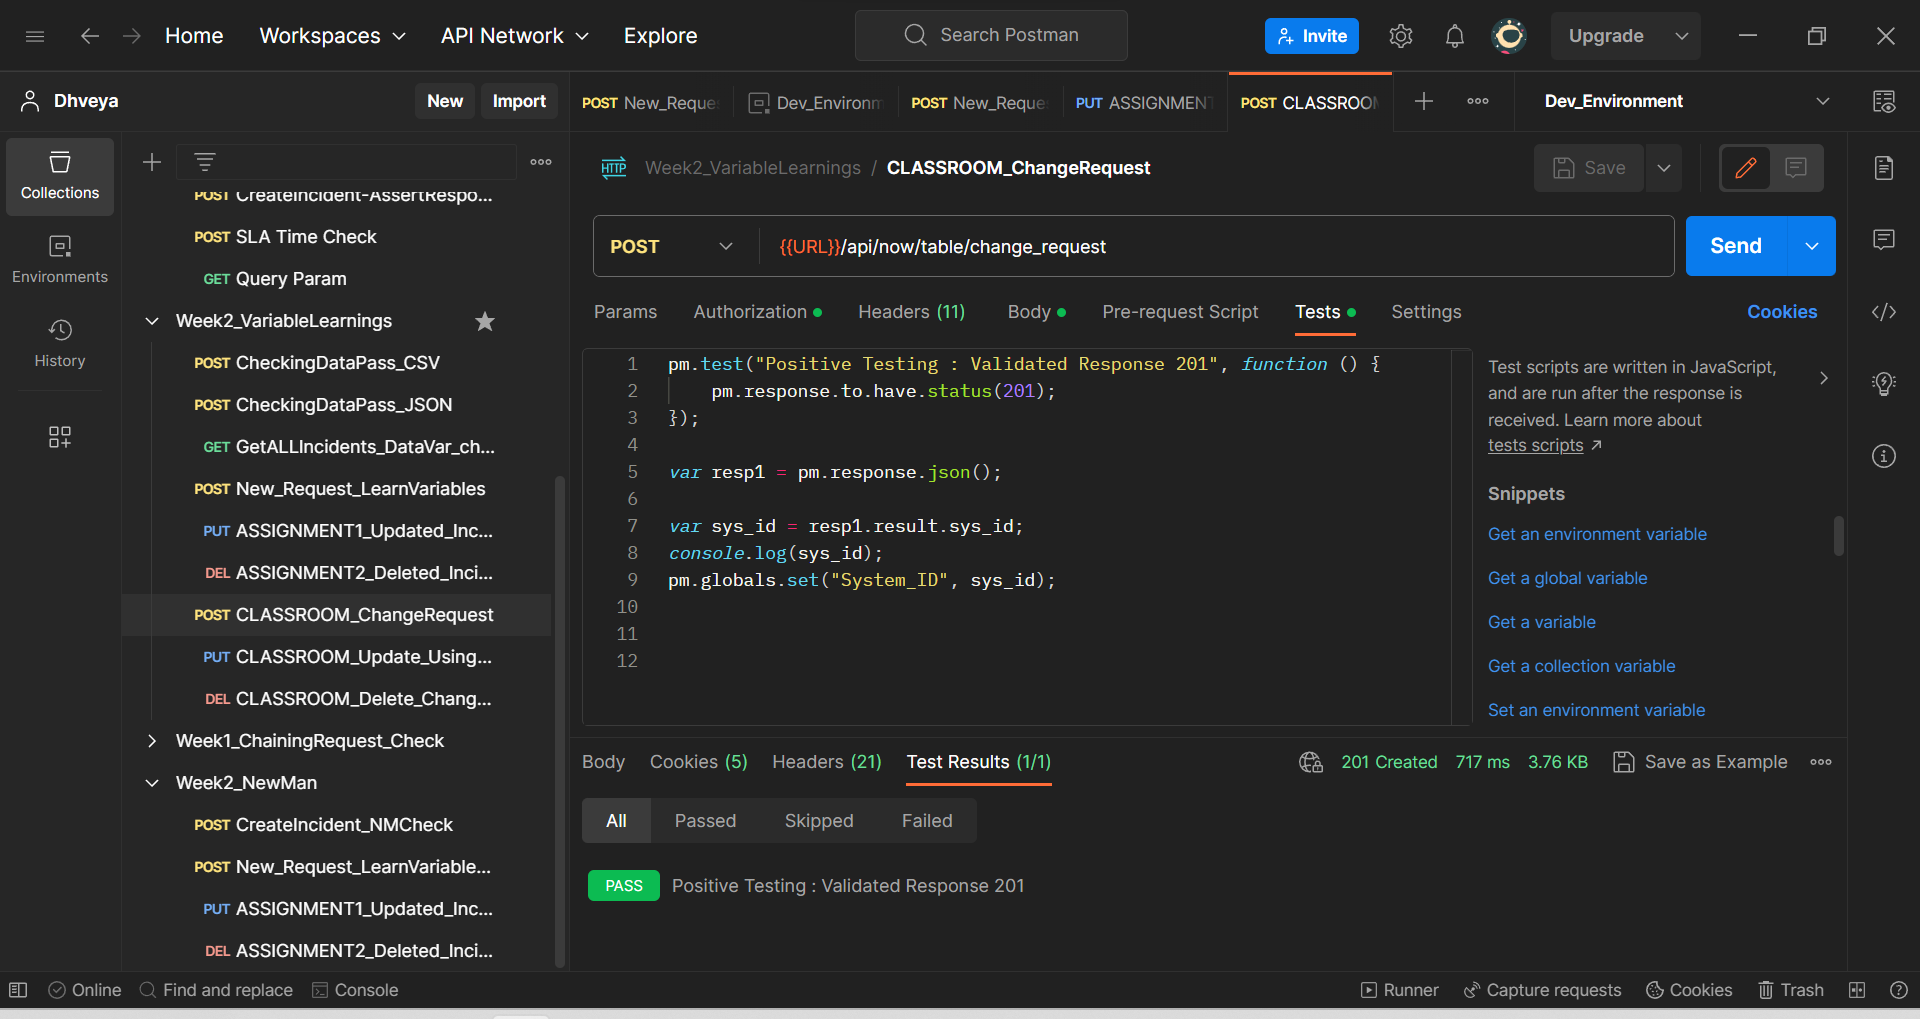 Home Workspaces API Network Explore Search Postman Invite Upgrade
Dhveya New Import
POST New_Reque
Dev_Environm
POST New_Reque
PUT ASSIGNMEN
POST CLASSROO
Dev_Environment
Collections
Environments
History
POST CreateIncident-AssertRespo...
POST SLA Time Check
GET Query Param
Week2_VariableLearnings
POST CheckingDataPass_CSV
POST CheckingDataPass_JSON
GET GetALLIncidents_DataVar_ch...
POST New_Request_LearnVariables
PUT ASSIGNMENT1_Updated_Inc...
DEL ASSIGNMENT2_Deleted_Inci...
POST CLASSROOM_ChangeRequest
PUT CLASSROOM_Update_Using...
DEL CLASSROOM_Delete_Chang...
Week1_ChainingRequest_Check
Week2_NewMan
POST CreateIncident_NMCheck
POST New_Request_LearnVariable...
PUT ASSIGNMENT1_Updated_Inc...
DEL ASSIGNMENT2_Deleted_Inci...
HTTP Week2_VariableLearnings / CLASSROOM_ChangeRequest Save
POST {{URL}}/api/now/table/change_request Send
Params Authorization Headers (11) Body Pre-request Script Tests Settings Cookies
1 pm.test("Positive Testing : Validated Response 201", function () {
2 pm.response.to.have.status(201);
3 });
4
5 var resp1 = pm.response.json();
6
7 var sys_id = resp1.result.sys_id;
8 console.log(sys_id);
9 pm.globals.set("System_ID", sys_id);
10
11
12
Test scripts are written in JavaScript,
and are run after the response is
received. Learn more about
tests scripts ↗
Snippets
Get an environment variable
Get a global variable
Get a variable
Get a collection variable
Set an environment variable
Body Cookies (5) Headers (21) Test Results (1/1) 201 Created 717 ms 3.76 KB Save as Example
All Passed Skipped Failed
PASS Positive Testing : Validated Response 201
Online Find and replace Console Runner Capture requests Cookies Trash